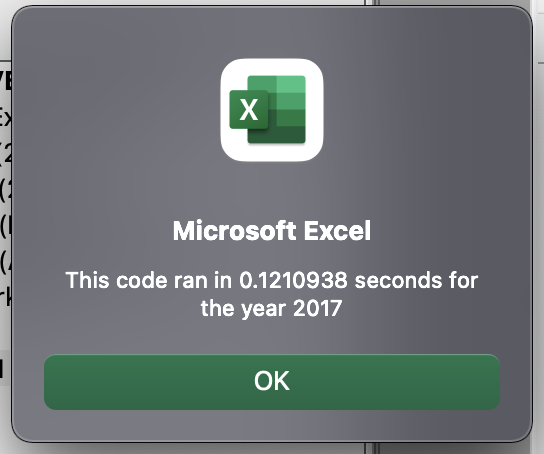 X
Microsoft Excel
This code ran in 0.1210938 seconds for
the year 2017
OK